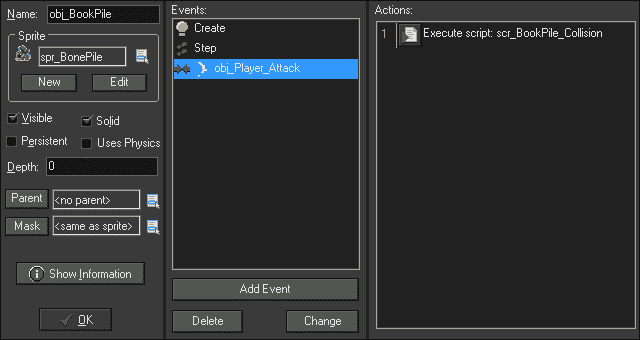 Name: obj_BookPile
Sprite
spr_BonePile
New Edit
Visible Solid
Persistent Uses Physics
Depth: 0
Parent <no parent>
Mask <same as sprite>
Show Information
OK
Events:
Create
Step
obj_Player_Attack
Add Event
Delete Change
Actions:
1 Execute script: scr_BookPile_Collision